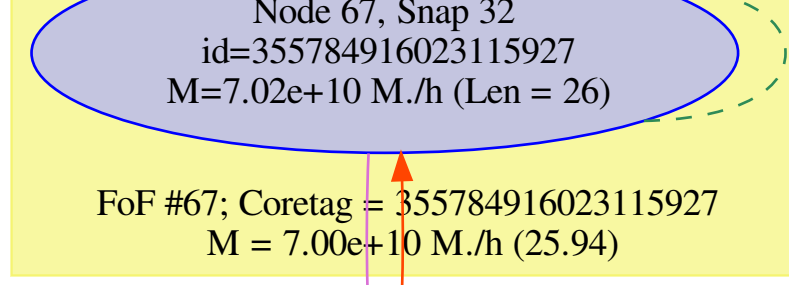 Node 67, Snap 32
id=355784916023115927
M=7.02e+10 M./h (Len = 26)
FoF #67; Coretag = 355784916023115927
M = 7.00e+10 M./h (25.94)